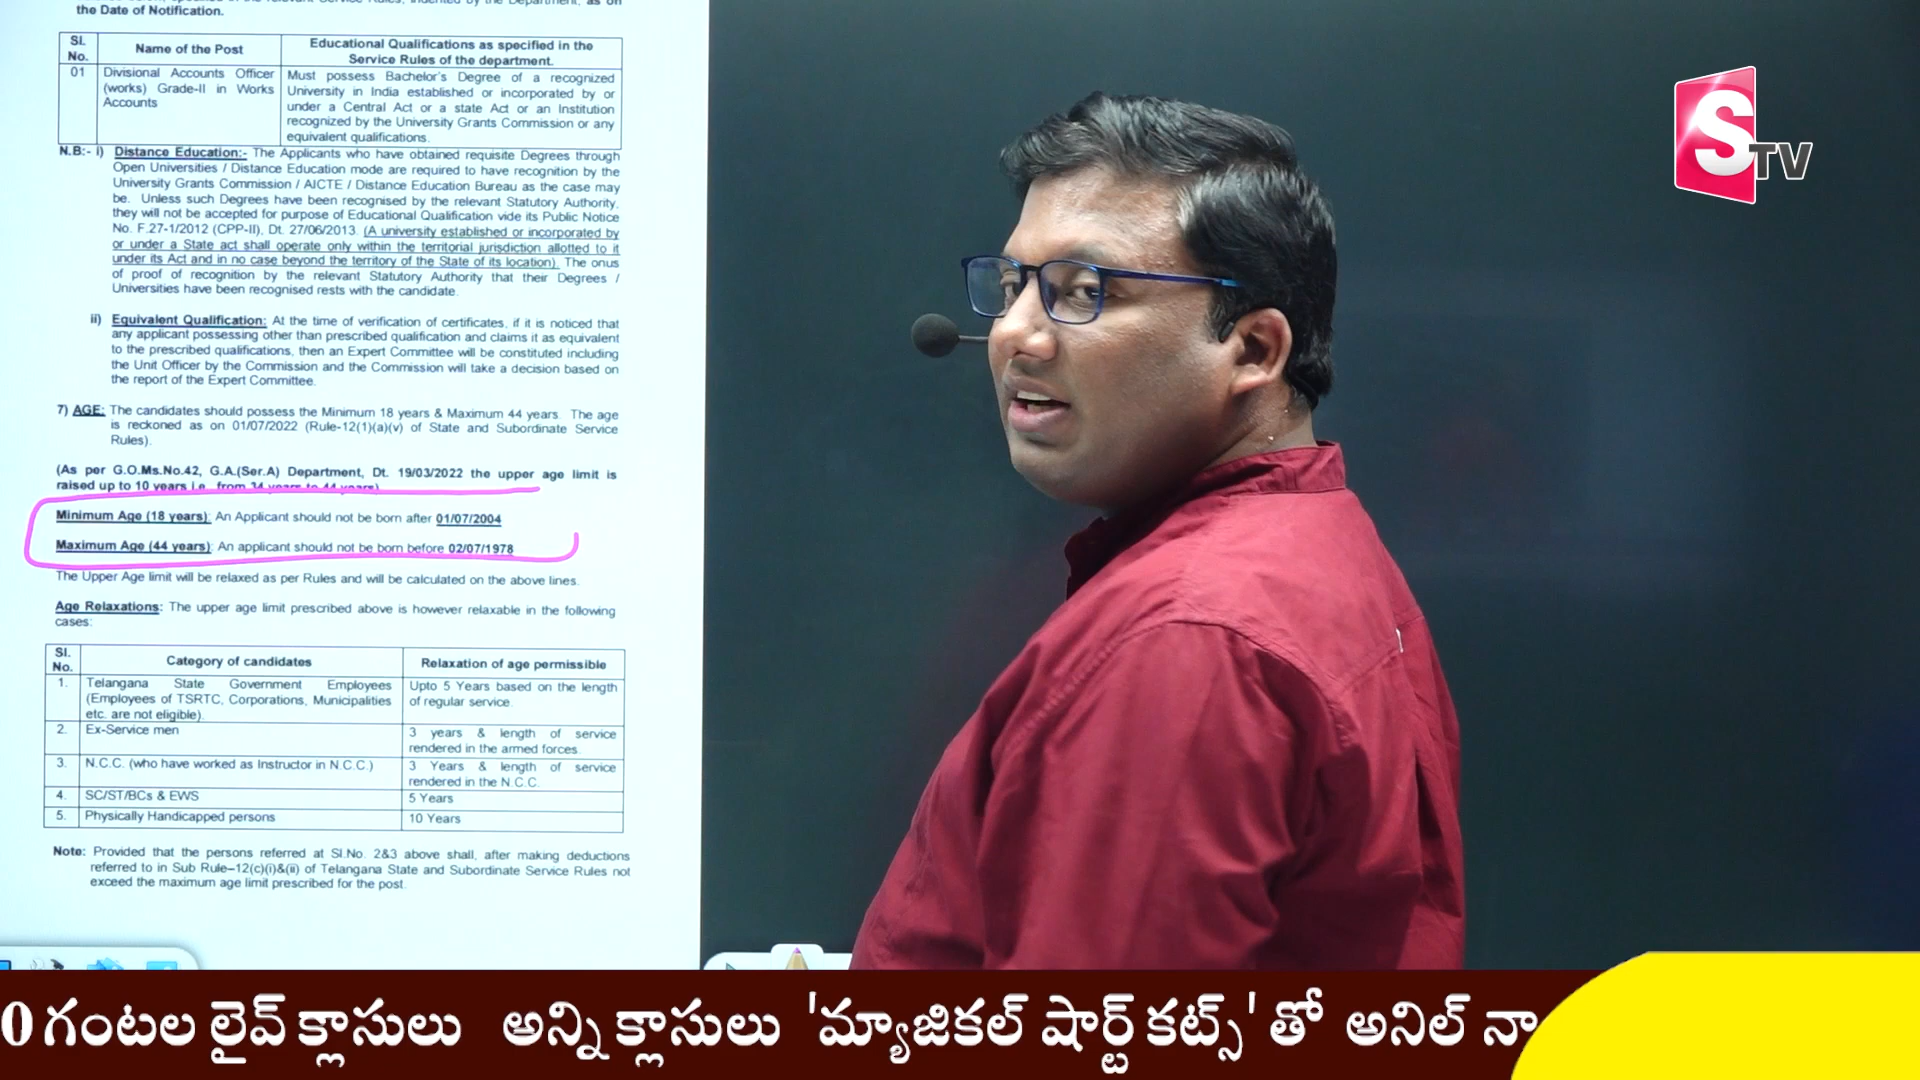 the Date of Notification.
Sl. No.
Name of the Post
Educational Qualifications as specified in the
Service Rules of the department.
01
Divisional Accounts Officer
(works) Grade-II in Works
Accounts
Must possess Bachelor's Degree of a recognized
University in India established or incorporated by or
under a Central Act or a state Act or an Institution
recognized by the University Grants Commission or any
equivalent qualifications.
N.B:- i) Distance Education:- The Applicants who have obtained requisite Degrees through
Open Universities / Distance Education mode are required to have recognition by the
University Grants Commission / AICTE / Distance Education Bureau as the case may
be. Unless such Degrees have been recognised by the relevant Statutory Authority,
they will not be accepted for purpose of Educational Qualification vide its Public Notice
No. F.27-1/2012 (CPP-II), Dt. 27/06/2013. (A university established or incorporated by
or under a State act shall operate only within the territorial jurisdiction allotted to it
under its Act and in no case beyond the territory of the State of its location). The onus
of proof of recognition by the relevant Statutory Authority that their Degrees /
Universities have been recognised rests with the candidate.
ii) Equivalent Qualification: At the time of verification of certificates, if it is noticed that
any applicant possessing other than prescribed qualification and claims it as equivalent
to the prescribed qualifications, then an Expert Committee will be constituted including
the Unit Officer by the Commission and the Commission will take a decision based on
the report of the Expert Committee.
7) AGE: The candidates should possess the Minimum 18 years & Maximum 44 years. The age
is reckoned as on 01/07/2022 (Rule-12(1)(a)(v) of State and Subordinate Service
Rules).
(As per G.O.Ms.No.42, G.A.(Ser.A) Department, Dt. 19/03/2022 the upper age limit is
raised up to 10 years i.e., from 34 years to 44 years)
Minimum Age (18 years): An Applicant should not be born after 01/07/2004
Maximum Age (44 years): An applicant should not be born before 02/07/1978
The Upper Age limit will be relaxed as per Rules and will be calculated on the above lines.
Age Relaxations: The upper age limit prescribed above is however relaxable in the following
cases:
Sl. No.
Category of candidates
Relaxation of age permissible
1.
Telangana State Government Employees
(Employees of TSRTC, Corporations, Municipalities
etc. are not eligible).
Upto 5 Years based on the length
of regular service.
2.
Ex-Service men
3 years & length of service
rendered in the armed forces.
3.
N.C.C. (who have worked as Instructor in N.C.C.)
3 Years & length of service
rendered in the N.C.C.
4.
SC/ST/BCs & EWS
5 Years
5.
Physically Handicapped persons
10 Years
Note: Provided that the persons referred at Sl.No. 2&3 above shall, after making deductions
referred to in Sub Rule–12(c)(i)&(ii) of Telangana State and Subordinate Service Rules not
exceed the maximum age limit prescribed for the post.
S TV
0 గంటల లైవ్ క్లాసులు అన్ని క్లాసులు 'మ్యాజికల్ షార్ట్ కట్స్' తో అనిల్ నా